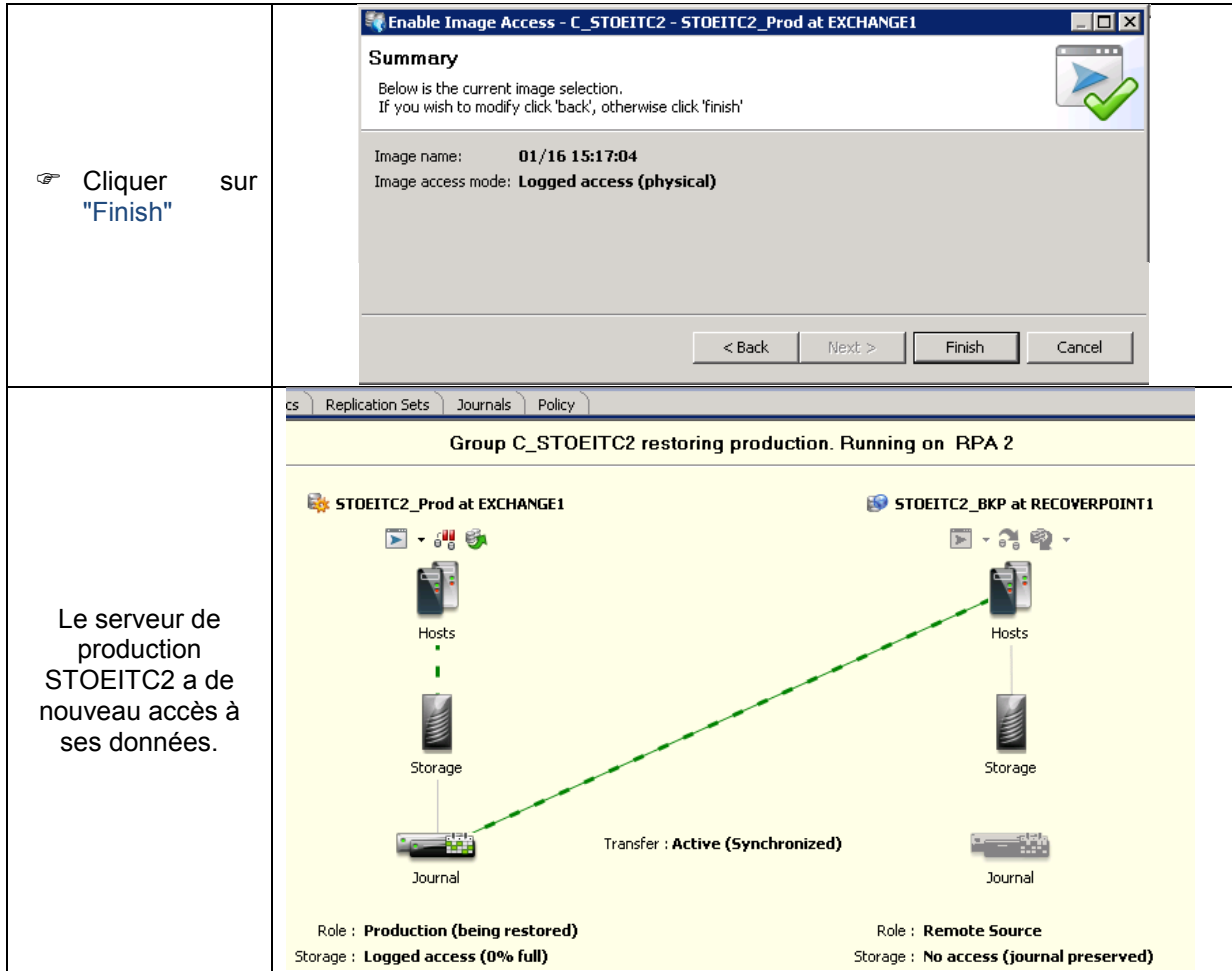 Enable Image Access - C_STOEITC2 - STOEITC2_Prod at EXCHANGE1
Summary
Below is the current image selection.
If you wish to modify click 'back', otherwise click 'finish'
Image name: 01/16 15:17:04
Image access mode: Logged access (physical)
☞ Cliquer sur
"Finish"
< Back Next > Finish Cancel
cs Replication Sets Journals Policy
Group C_STOEITC2 restoring production. Running on RPA 2
STOEITC2_Prod at EXCHANGE1 STOEITC2_BKP at RECOVERPOINT1
Hosts Hosts
Le serveur de
production
STOEITC2 a de
nouveau accès à
ses données.
Storage Storage
Transfer : Active (Synchronized)
Journal Journal
Role : Production (being restored) Role : Remote Source
Storage : Logged access (0% full) Storage : No access (journal preserved)